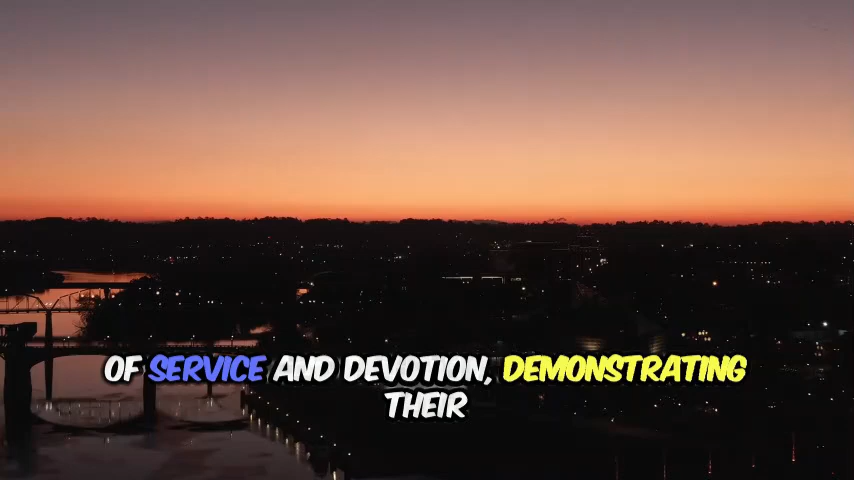 OF SERVICE AND DEVOTION, DEMONSTRATING
THEIR